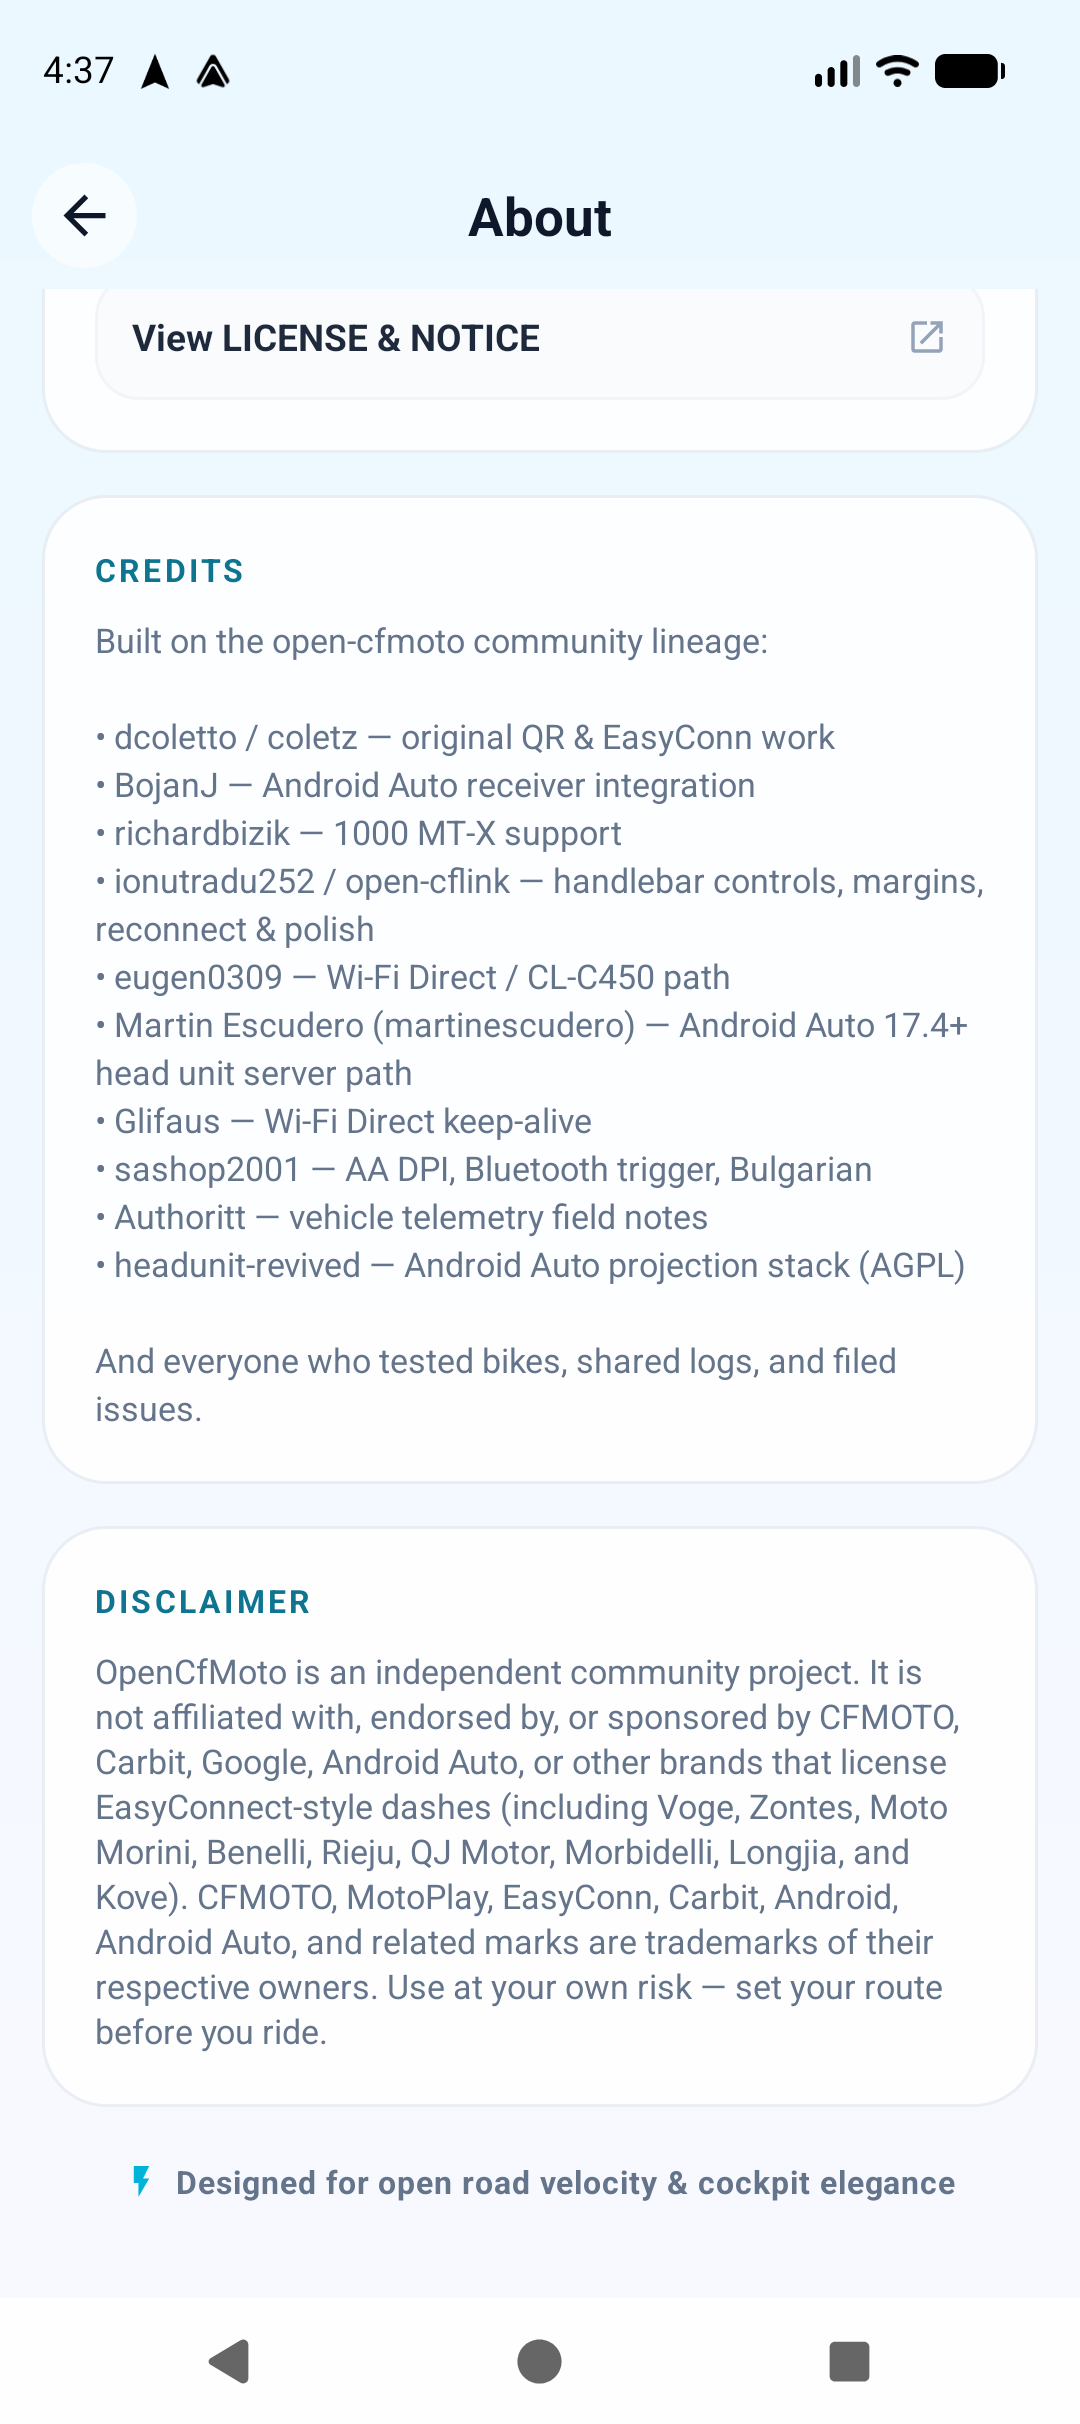 4:37
About
View LICENSE & NOTICE
CREDITS
Built on the open-cfmoto community lineage:
• dcoletto / coletz — original QR & EasyConn work
• BojanJ — Android Auto receiver integration
• richardbizik — 1000 MT-X support
• ionutradu252 / open-cflink — handlebar controls, margins,
reconnect & polish
• eugen0309 — Wi-Fi Direct / CL-C450 path
• Martin Escudero (martinescudero) — Android Auto 17.4+
head unit server path
• Glifaus — Wi-Fi Direct keep-alive
• sashop2001 — AA DPI, Bluetooth trigger, Bulgarian
• Authoritt — vehicle telemetry field notes
• headunit-revived — Android Auto projection stack (AGPL)
And everyone who tested bikes, shared logs, and filed
issues.
DISCLAIMER
OpenCfMoto is an independent community project. It is
not affiliated with, endorsed by, or sponsored by CFMOTO,
Carbit, Google, Android Auto, or other brands that license
EasyConnect-style dashes (including Voge, Zontes, Moto
Morini, Benelli, Rieju, QJ Motor, Morbidelli, Longjia, and
Kove). CFMOTO, MotoPlay, EasyConn, Carbit, Android,
Android Auto, and related marks are trademarks of their
respective owners. Use at your own risk — set your route
before you ride.
Designed for open road velocity & cockpit elegance